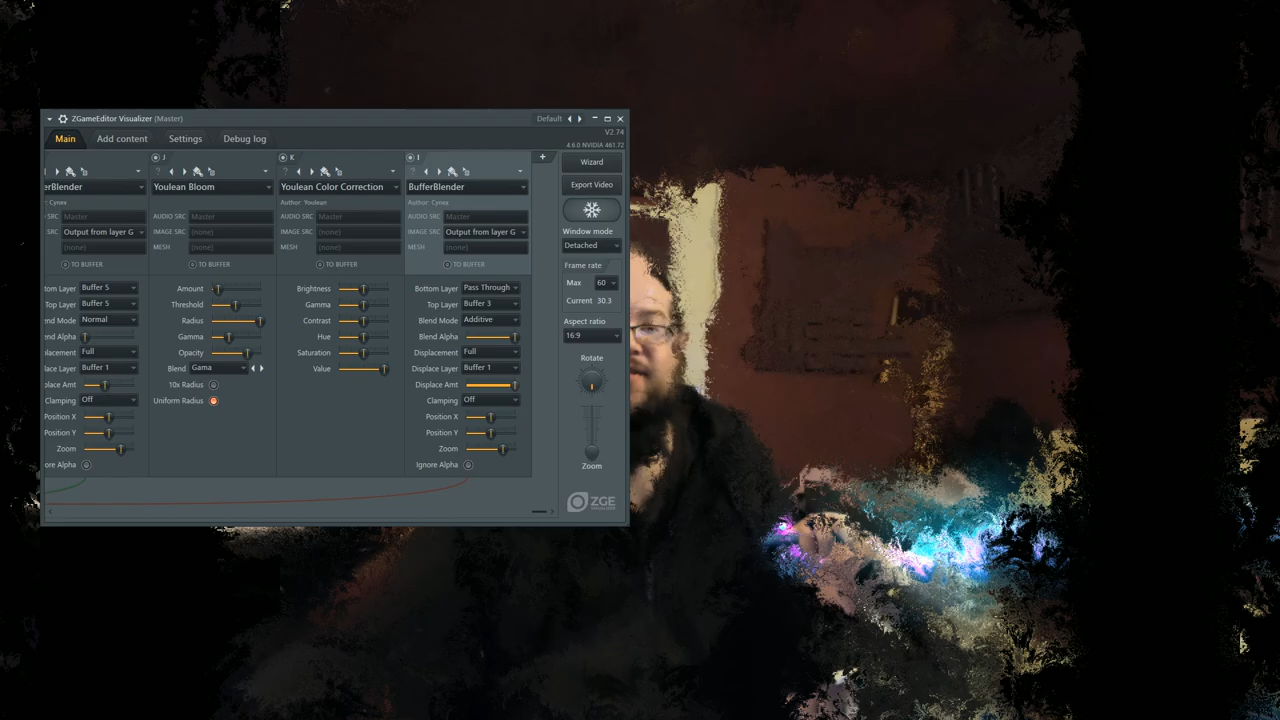 ZGameEditor Visualizer (Master) Default
Main Add content Settings Debug log V2.74
4.6.0 NVIDIA 461.72
J K I +
Wizard
erBlender Youlean Bloom Youlean Color Correction BufferBlender
Export Video
: Cynex Author: Youlean Author: Cynex
SRC Master AUDIO SRC Master AUDIO SRC Master AUDIO SRC Master
SRC Output from layer G IMAGE SRC (none) IMAGE SRC (none) IMAGE SRC Output from layer G
Window mode
(none) MESH (none) MESH (none) MESH (none)
Detached
TO BUFFER TO BUFFER TO BUFFER TO BUFFER
Frame rate
Max 60
Current 30.3
Aspect ratio
16:9
Rotate
Zoom
tom Layer Buffer 5 Amount Brightness Bottom Layer Pass Through
Top Layer Buffer 5 Threshold Gamma Top Layer Buffer 3
end Mode Normal Radius Contrast Blend Mode Additive
end Alpha Gamma Hue Blend Alpha
placement Full Opacity Saturation Displacement Full
lace Layer Buffer 1 Blend Gama Value Displace Layer Buffer 1
place Amt 10x Radius Displace Amt
Clamping Off Uniform Radius Clamping Off
Position X Position X
Position Y Position Y
Zoom Zoom
ore Alpha Ignore Alpha
ZGE
VISUALIZER